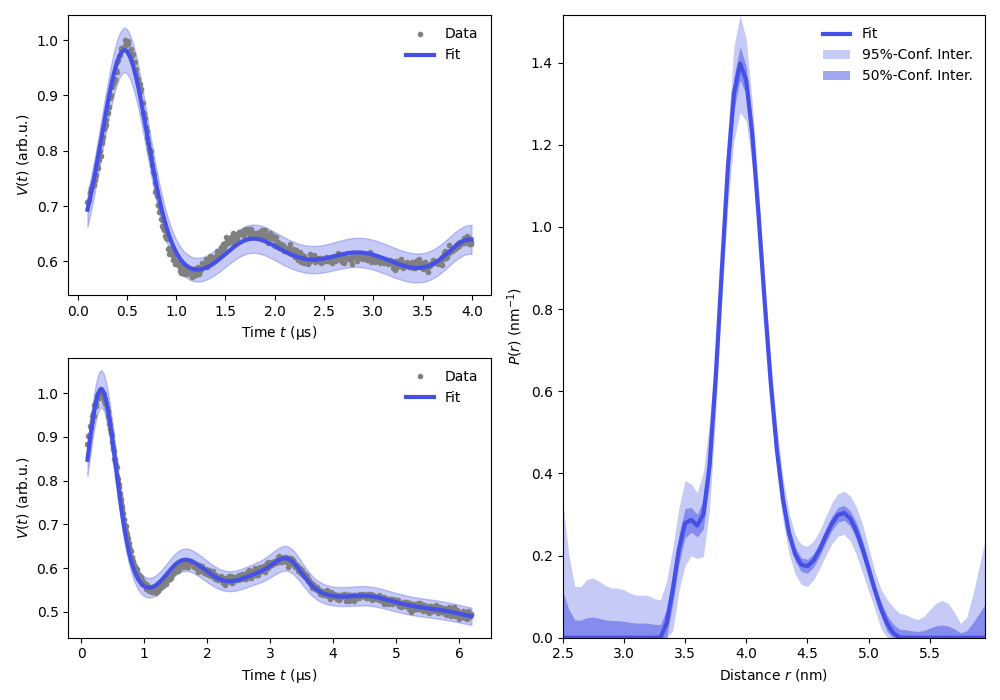 1.0
0.9
0.8
0.7
0.6
V(t) (arb.u.)
Data
Fit
0.0 0.5 1.0 1.5 2.0 2.5 3.0 3.5 4.0
Time t (μs)
1.0
0.9
0.8
0.7
0.6
0.5
V(t) (arb.u.)
Data
Fit
0 1 2 3 4 5 6
Time t (μs)
1.4
1.2
1.0
0.8
0.6
0.4
0.2
0.0
P(r) (nm⁻¹)
Fit
95%-Conf. Inter.
50%-Conf. Inter.
2.5 3.0 3.5 4.0 4.5 5.0 5.5
Distance r (nm)